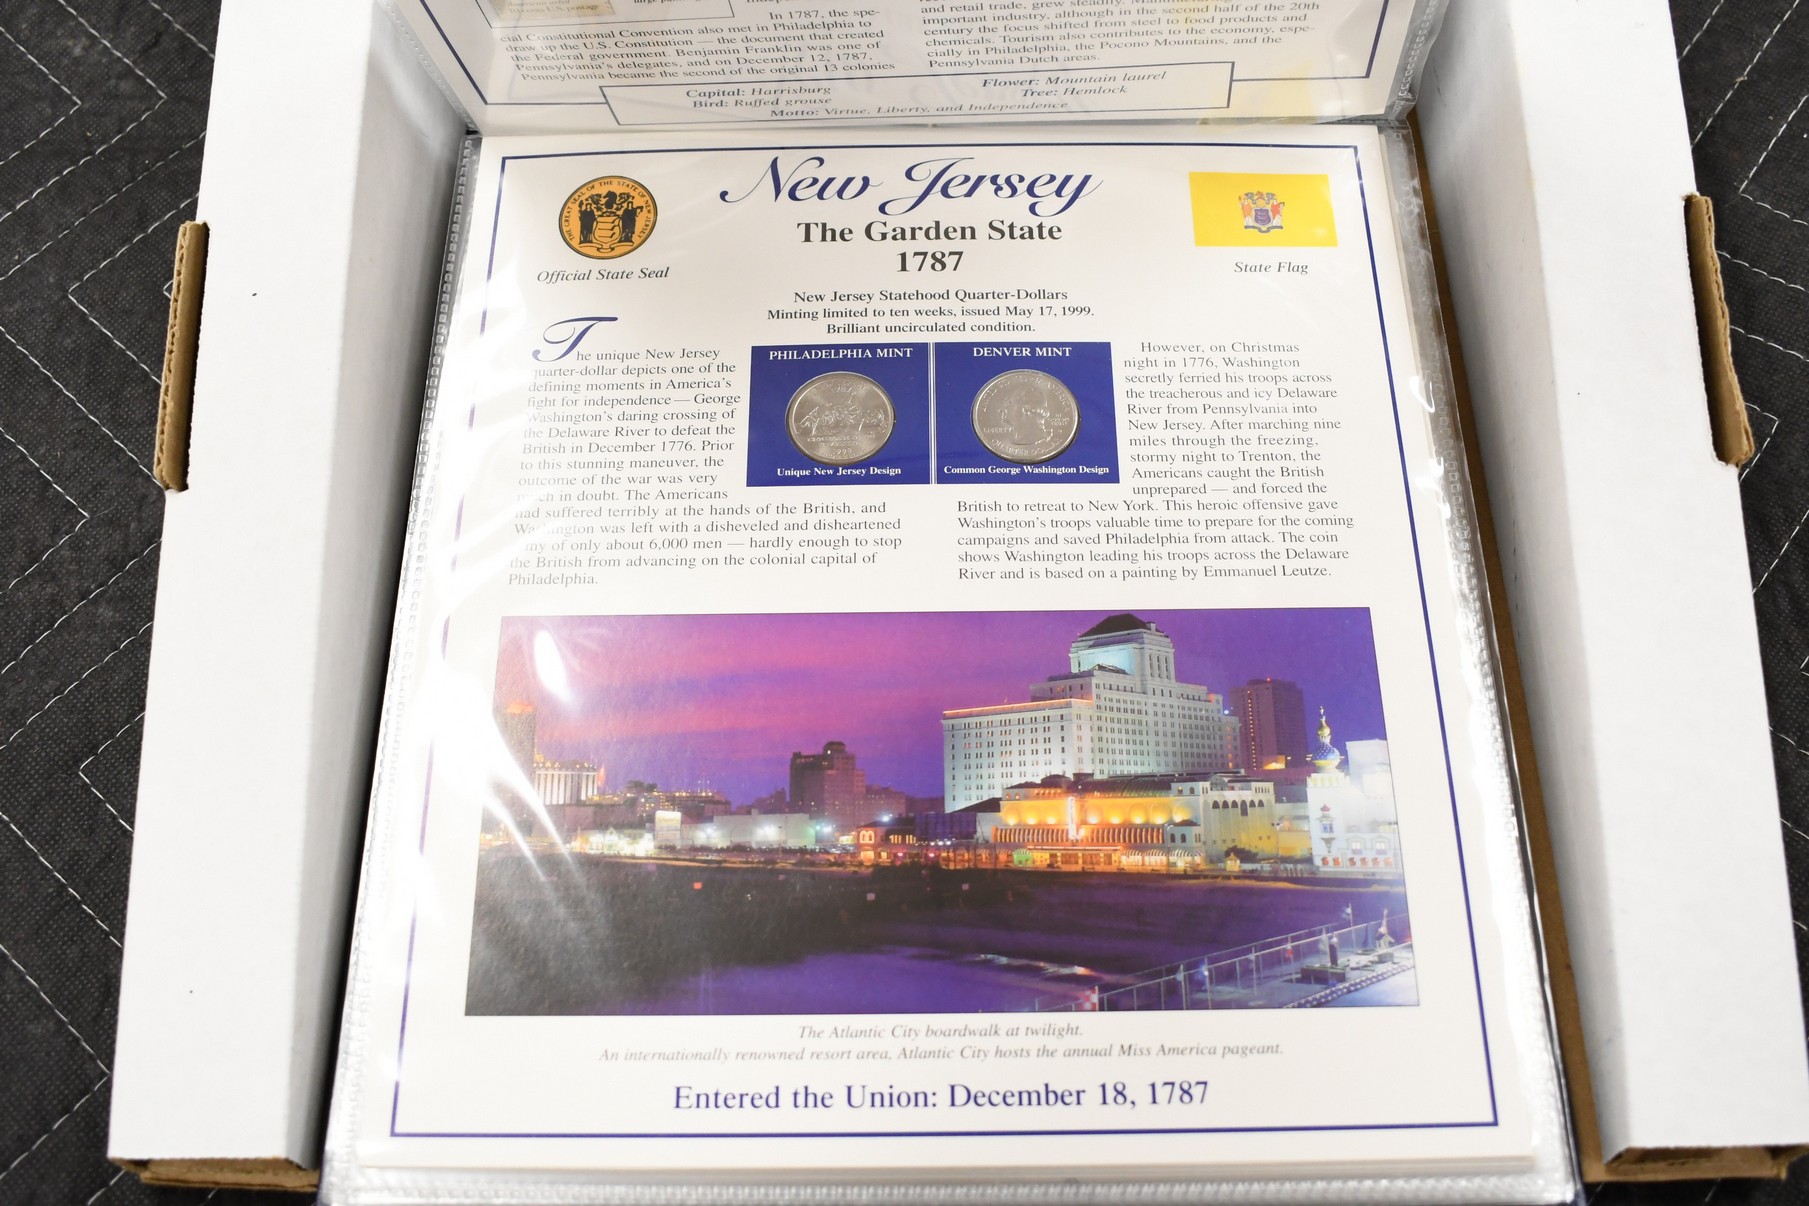 In 1787, the spe-
cial Constitutional Convention also met in Philadelphia to
draw up the U.S. Constitution — the document that created
the Federal government. Benjamin Franklin was one of
Pennsylvania's delegates, and on December 12, 1787,
Pennsylvania became the second of the original 13 colonies
and retail trade, grew steadily.
important industry, although in the second half of the 20th
century the focus shifted from steel to food products and
chemicals. Tourism also contributes to the economy, espe-
cially in Philadelphia, the Pocono Mountains, and the
Pennsylvania Dutch areas.
Capital: Harrisburg
Flower: Mountain laurel
Bird: Ruffed grouse
Tree: Hemlock
Motto: Virtue, Liberty, and Independence
New Jersey
The Garden State
1787
THE GREAT SEAL OF THE STATE OF NEW JERSEY
Official State Seal
State Flag
New Jersey Statehood Quarter-Dollars
Minting limited to ten weeks, issued May 17, 1999.
Brilliant uncirculated condition.
The unique New Jersey
quarter-dollar depicts one of the
defining moments in America's
fight for independence — George
Washington's daring crossing of
the Delaware River to defeat the
British in December 1776. Prior
to this stunning maneuver, the
outcome of the war was very
much in doubt. The Americans
had suffered terribly at the hands of the British, and
Washington was left with a disheveled and disheartened
army of only about 6,000 men — hardly enough to stop
the British from advancing on the colonial capital of
Philadelphia.
PHILADELPHIA MINT
Unique New Jersey Design
DENVER MINT
LIBERTY
Common George Washington Design
However, on Christmas
night in 1776, Washington
secretly ferried his troops across
the treacherous and icy Delaware
River from Pennsylvania into
New Jersey. After marching nine
miles through the freezing,
stormy night to Trenton, the
Americans caught the British
unprepared — and forced the
British to retreat to New York. This heroic offensive gave
Washington's troops valuable time to prepare for the coming
campaigns and saved Philadelphia from attack. The coin
shows Washington leading his troops across the Delaware
River and is based on a painting by Emmanuel Leutze.
The Atlantic City boardwalk at twilight.
An internationally renowned resort area, Atlantic City hosts the annual Miss America pageant.
Entered the Union: December 18, 1787